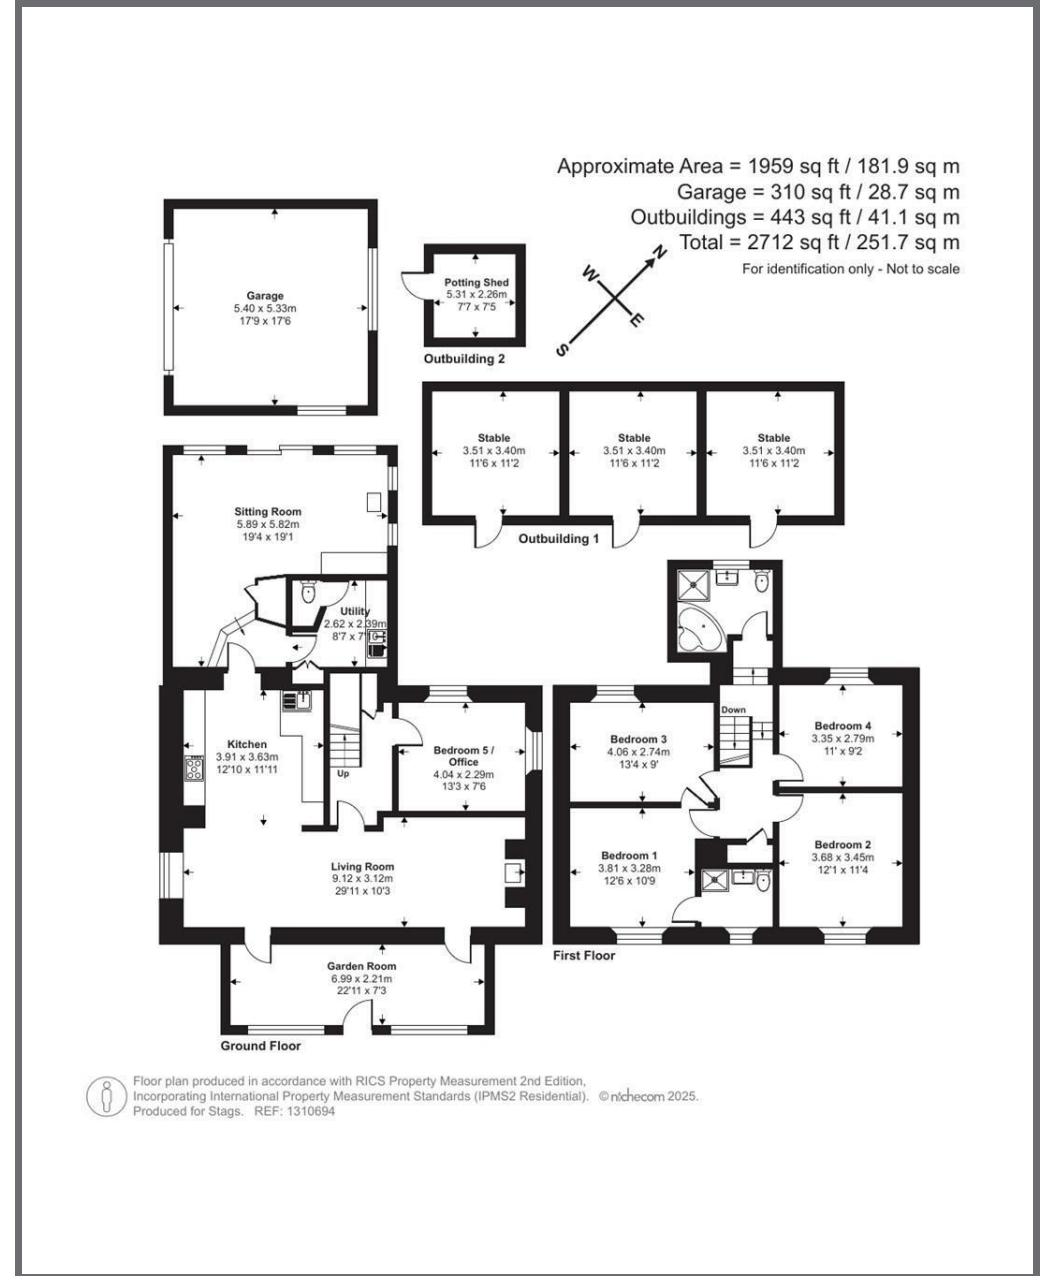 Approximate Area = 1959 sq ft / 181.9 sq m
Garage = 310 sq ft / 28.7 sq m
Outbuildings = 443 sq ft / 41.1 sq m
Total = 2712 sq ft / 251.7 sq m
For identification only - Not to scale
N
W
E
S
Garage
5.40 x 5.33m
17'9 x 17'6
Potting Shed
5.31 x 2.26m
7'7 x 7'5
Outbuilding 2
Stable
3.51 x 3.40m
11'6 x 11'2
Stable
3.51 x 3.40m
11'6 x 11'2
Stable
3.51 x 3.40m
11'6 x 11'2
Outbuilding 1
Sitting Room
5.89 x 5.82m
19'4 x 19'1
Utility
2.62 x 2.39m
8'7 x 7'10
Kitchen
3.91 x 3.63m
12'10 x 11'11
Up
Bedroom 5 /
Office
4.04 x 2.29m
13'3 x 7'6
Living Room
9.12 x 3.12m
29'11 x 10'3
Garden Room
6.99 x 2.21m
22'11 x 7'3
Ground Floor
Down
Bedroom 3
4.06 x 2.74m
13'4 x 9'
Bedroom 4
3.35 x 2.79m
11' x 9'2
Bedroom 1
3.81 x 3.28m
12'6 x 10'9
Bedroom 2
3.68 x 3.45m
12'1 x 11'4
First Floor
Floor plan produced in accordance with RICS Property Measurement 2nd Edition,
Incorporating International Property Measurement Standards (IPMS2 Residential). © nichecom 2025.
Produced for Stags. REF: 1310694